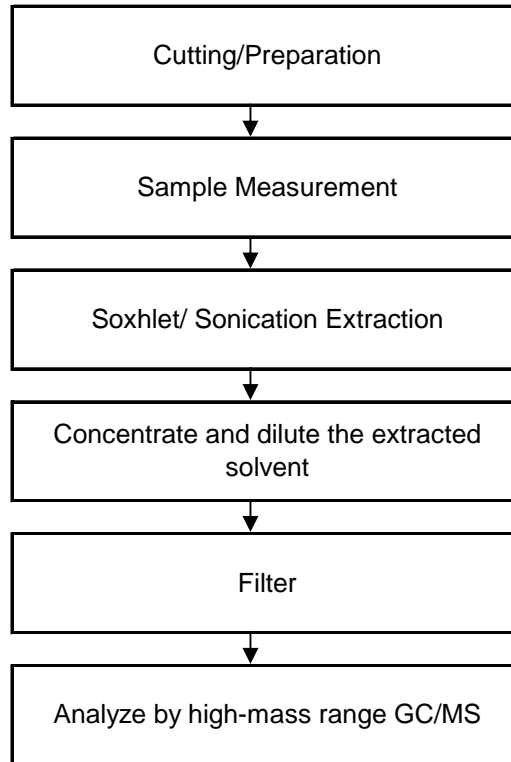 Cutting/Preparation
Sample Measurement
Soxhlet/ Sonication Extraction
Concentrate and dilute the extracted
solvent
Filter
Analyze by high-mass range GC/MS